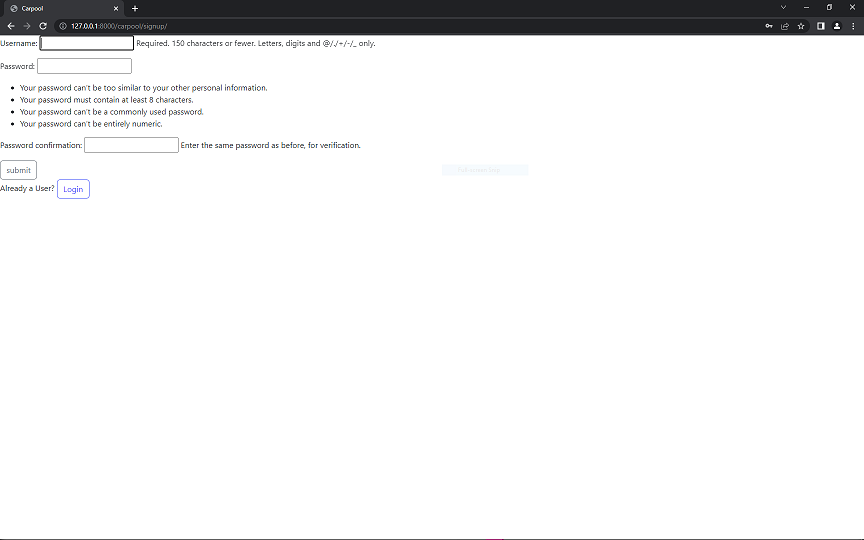 Carpool
127.0.0.1:8000/carpool/signup/
Username: Required. 150 characters or fewer. Letters, digits and @/./+/-/_ only.
Password:
Your password can't be too similar to your other personal information.
Your password must contain at least 8 characters.
Your password can't be a commonly used password.
Your password can't be entirely numeric.
Password confirmation: Enter the same password as before, for verification.
submit
Already a User? Login